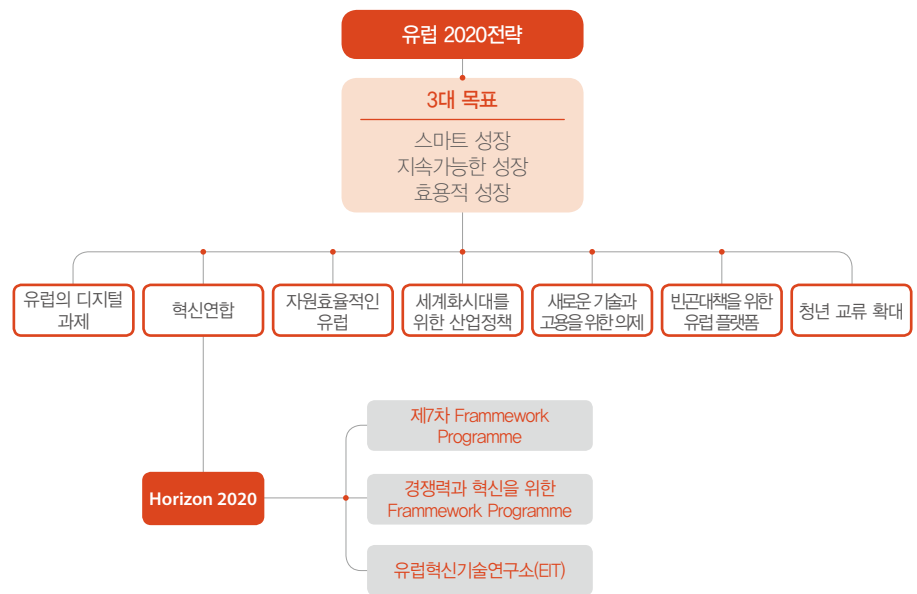 유럽 2020전략
3대 목표
스마트 성장
지속가능한 성장
효용적 성장
유럽의 디지털
과제
혁신연합
자원효율적인
유럽
세계화시대를
위한 산업정책
새로운 기술과
고용을 위한 의제
빈곤대책을 위한
유럽 플랫폼
청년 교류 확대
제7차 Frammework
Programme
Horizon 2020
경쟁력과 혁신을 위한
Frammework Programme
유럽혁신기술연구소(EIT)